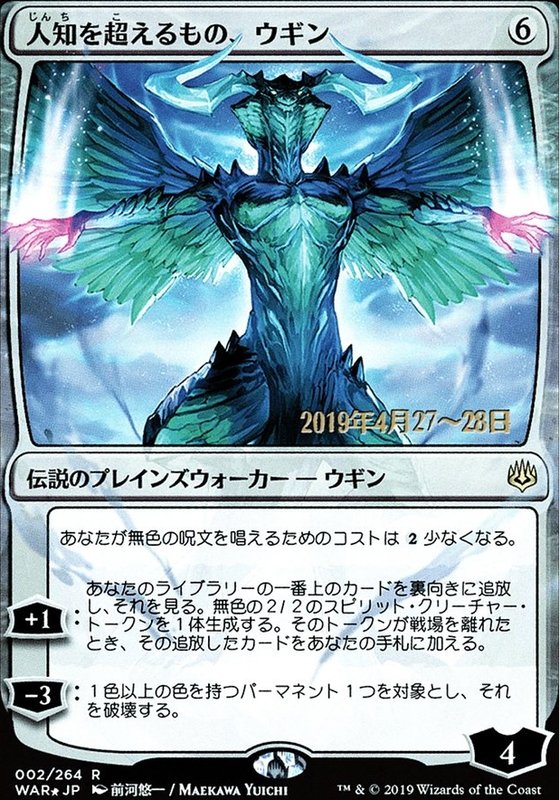 じんち こ
人知を超えるもの、ウギン
6
2019年4月27～28日
伝説のプレインズウォーカー — ウギン
あなたが無色の呪文を唱えるためのコストは 2 少なくなる。
+1 : あなたのライブラリーの一番上のカードを裏向きに追放
し、それを見る。無色の２/２のスピリット・クリーチャー・
トークンを１体生成する。そのトークンが戦場を離れた
とき、その追放したカードをあなたの手札に加える。
-3 : １色以上の色を持つパーマネント１つを対象とし、それ
を破壊する。
4
002/264 R
WAR★JP 前河悠一 / MAEKAWA YUICHI
™ & © 2019 Wizards of the Coast